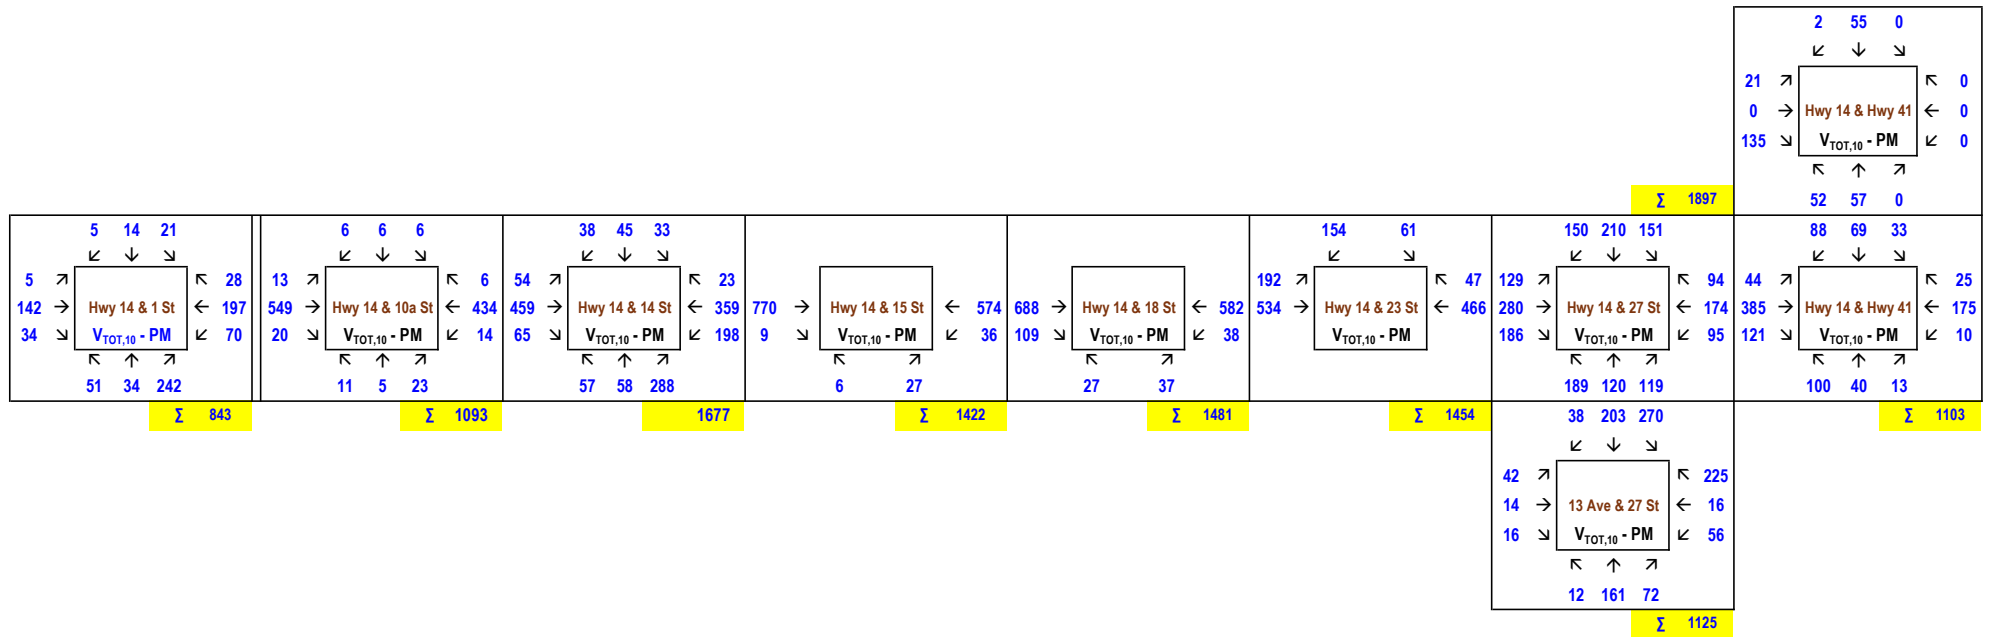 2 55 0
↙ ↓ ↘
21 ↗ ↖ 0
0 → Hwy 14 & Hwy 41 ← 0
135 ↘ VTOT,10 - PM ↙ 0
↖ ↑ ↗
Σ 1897 52 57 0
5 14 21 6 6 6 38 45 33 154 61 150 210 151 88 69 33
↙ ↓ ↘ ↙ ↓ ↘ ↙ ↓ ↘ ↙ ↘ ↙ ↓ ↘ ↙ ↓ ↘
5 ↗ ↖ 28 13 ↗ ↖ 6 54 ↗ ↖ 23 192 ↗ ↖ 47 129 ↗ ↖ 94 44 ↗ ↖ 25
142 → Hwy 14 & 1 St ← 197 549 → Hwy 14 & 10a St ← 434 459 → Hwy 14 & 14 St ← 359 770 → Hwy 14 & 15 St ← 574 688 → Hwy 14 & 18 St ← 582 534 → Hwy 14 & 23 St ← 466 280 → Hwy 14 & 27 St ← 174 385 → Hwy 14 & Hwy 41 ← 175
34 ↘ VTOT,10 - PM ↙ 70 20 ↘ VTOT,10 - PM ↙ 14 65 ↘ VTOT,10 - PM ↙ 198 9 ↘ VTOT,10 - PM ↙ 36 109 ↘ VTOT,10 - PM ↙ 38 VTOT,10 - PM 186 ↘ VTOT,10 - PM ↙ 95 121 ↘ VTOT,10 - PM ↙ 10
↖ ↑ ↗ ↖ ↑ ↗ ↖ ↑ ↗ ↖ ↗ ↖ ↗ ↖ ↑ ↗ ↖ ↑ ↗
51 34 242 11 5 23 57 58 288 6 27 27 37 189 120 119 100 40 13
Σ 843 Σ 1093 1677 Σ 1422 Σ 1481 Σ 1454 38 203 270 Σ 1103
↙ ↓ ↘
42 ↗ ↖ 225
14 → 13 Ave & 27 St ← 16
16 ↘ VTOT,10 - PM ↙ 56
↖ ↑ ↗
12 161 72
Σ 1125